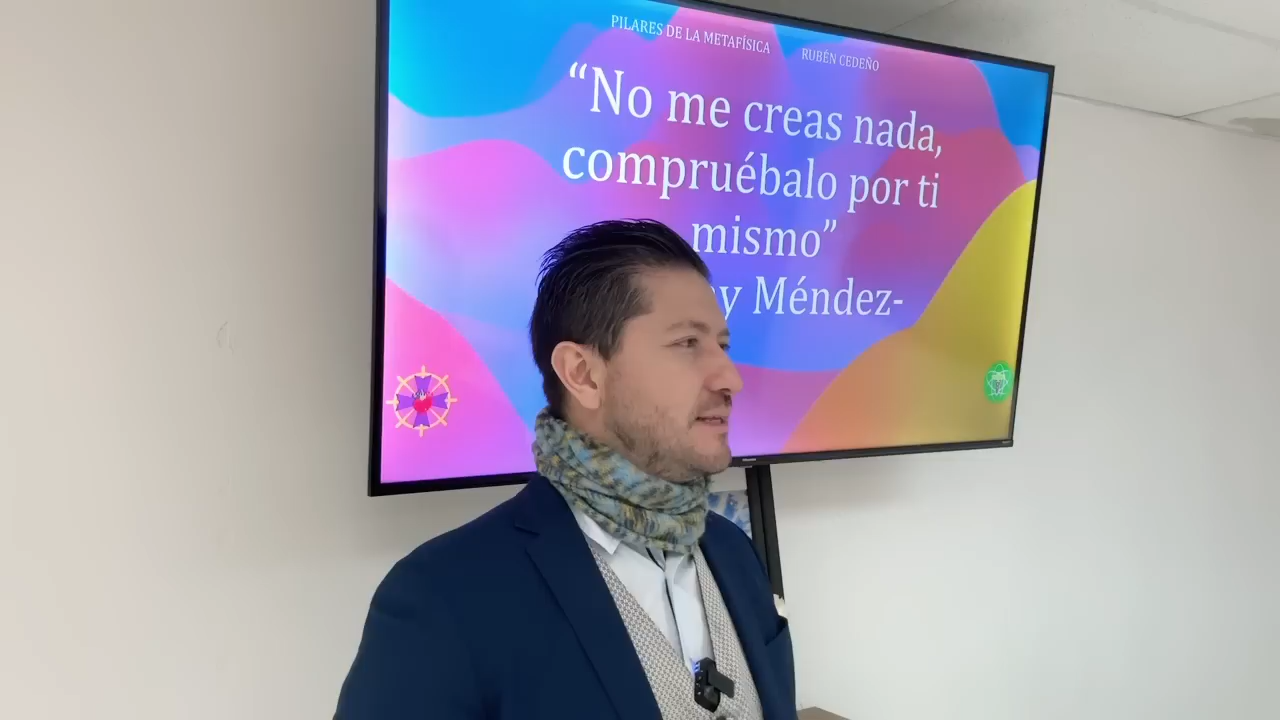 PILARES DE LA METAFÍSICA RUBÉN CEDEÑO
“No me creas nada,
compruébalo por ti
mismo”
y Méndez-